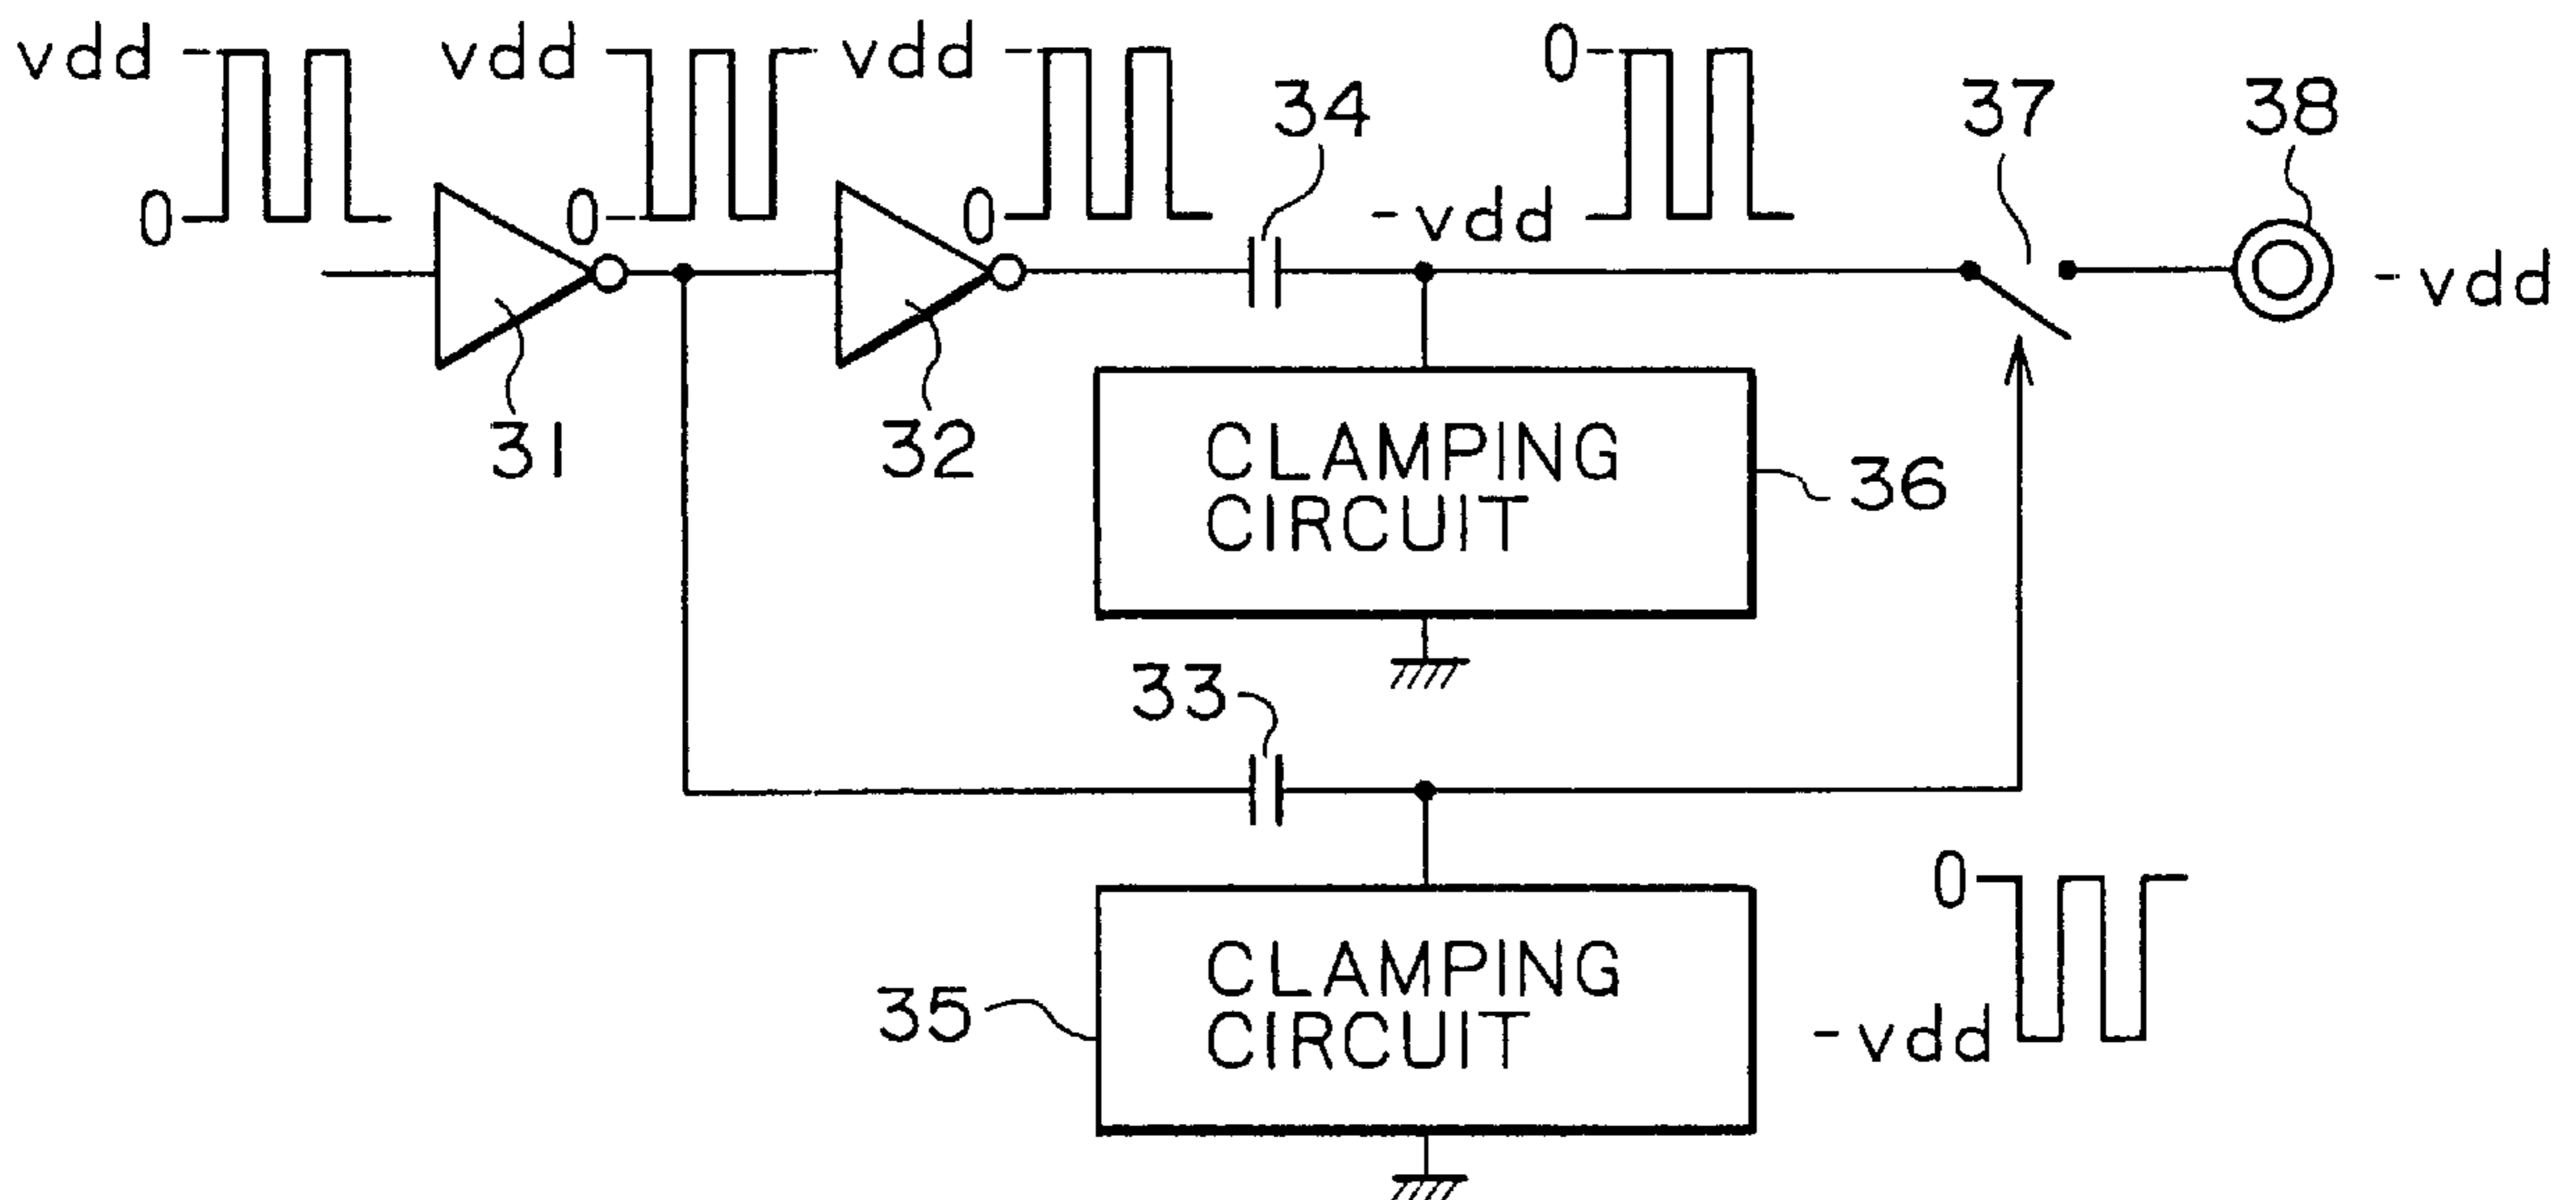 vdd
vdd
vdd
0
34
37
38
0
0
0
-vdd
-vdd
31
32
CLAMPING
CIRCUIT
36
33
CLAMPING
CIRCUIT
35
0
-vdd